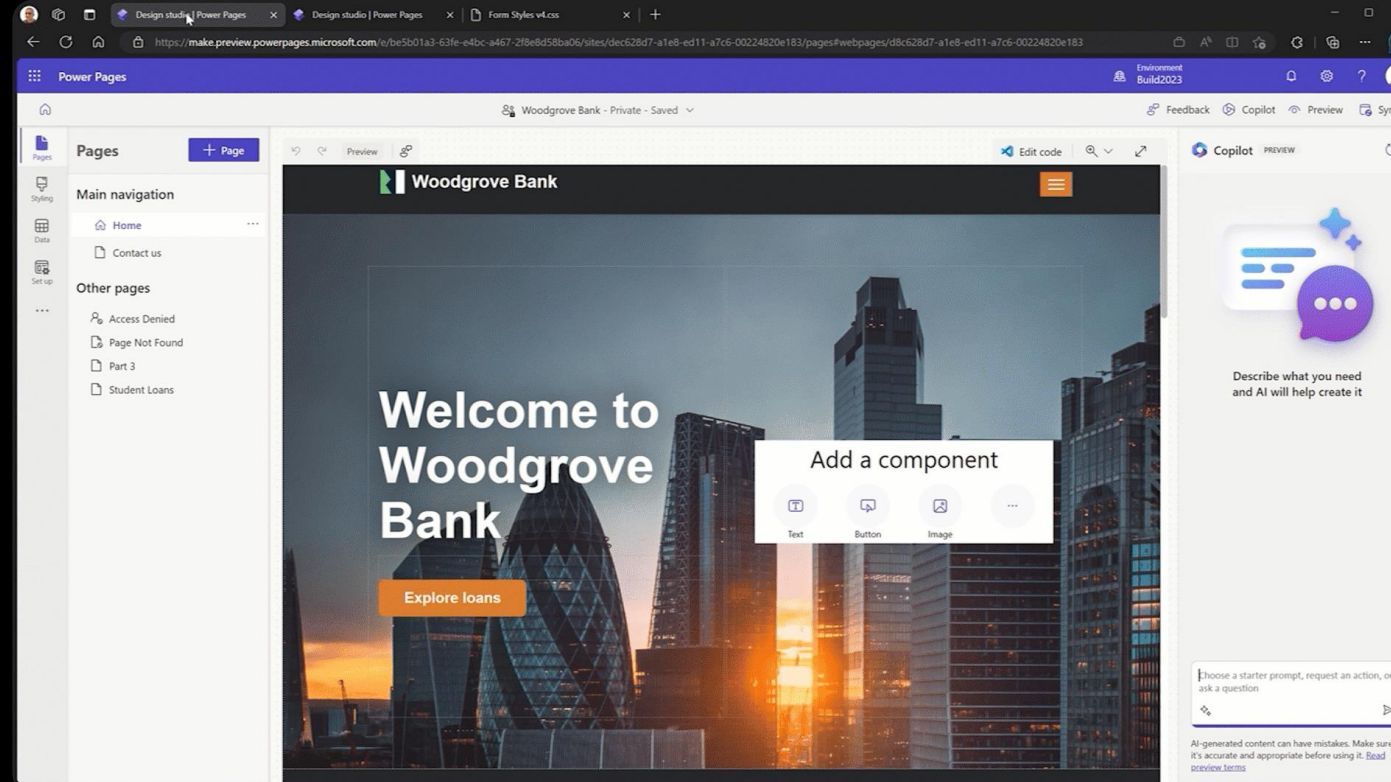 Design studio | Power Pages
Design studio | Power Pages
Form Styles v4.css
https://make.preview.powerpages.microsoft.com/e/be5b01a3-63fe-e4bc-a467-2f8e8d58ba06/sites/dec628d7-a1e8-ed11-a7c6-00224820e183/pages#webpages/d8c628d7-a1e8-ed11-a7c6-00224820e183
Power Pages
Environment
Build2023
Woodgrove Bank - Private - Saved
Feedback
Copilot
Preview
Pages
Styling
Data
Set up
Pages
+ Page
Main navigation
Home
Contact us
Other pages
Access Denied
Page Not Found
Part 3
Student Loans
Preview
Edit code
Woodgrove Bank
Welcome to
Woodgrove
Bank
Explore loans
Add a component
Text
Button
Image
Copilot PREVIEW
Describe what you need
and AI will help create it
Choose a starter prompt, request an action, or
ask a question
AI-generated content can have mistakes. Make sure
it's accurate and appropriate before using it. Read
preview terms